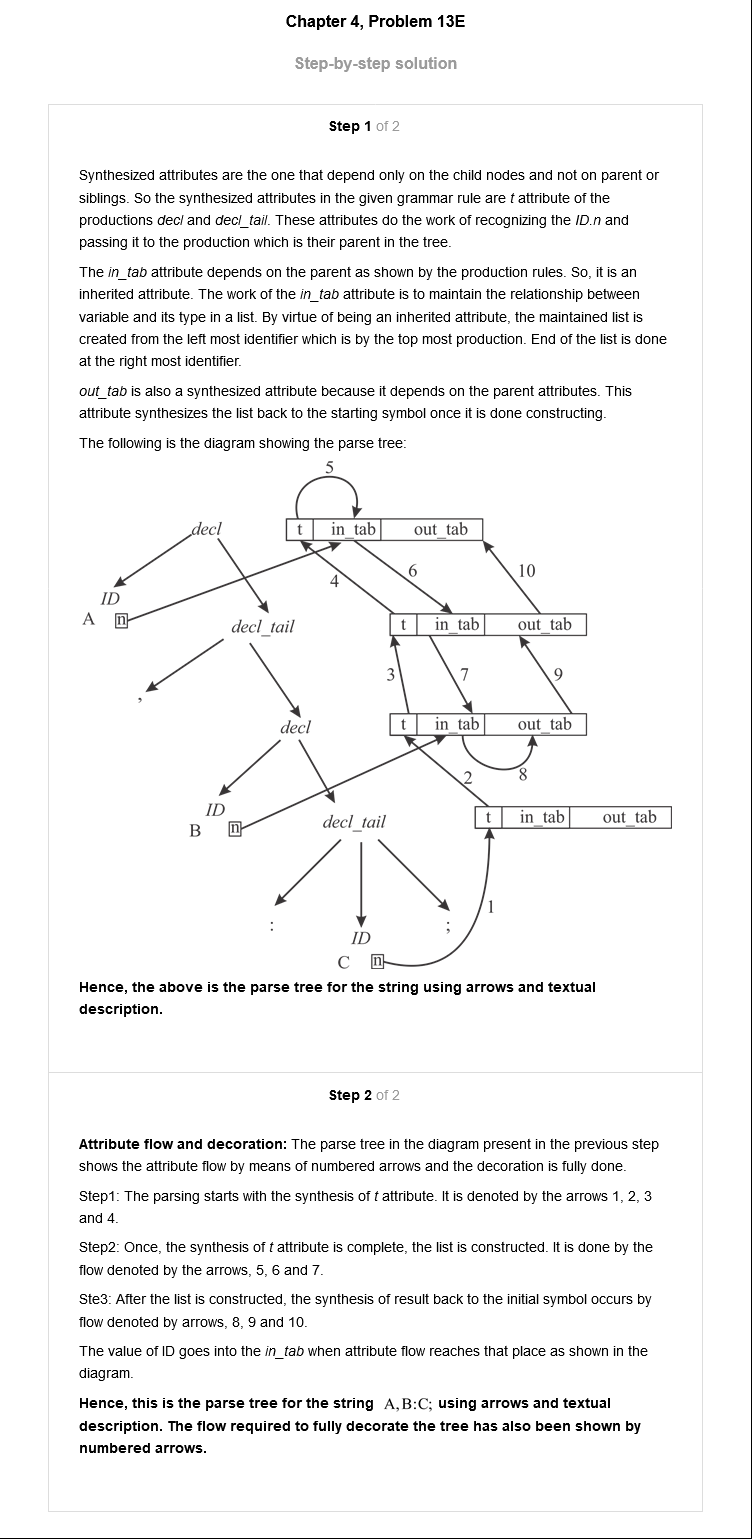 Chapter 4, Problem 13E
Step-by-step solution
Step 1 of 2
Synthesized attributes are the one that depend only on the child nodes and not on parent or
siblings. So the synthesized attributes in the given grammar rule are t attribute of the
productions decl and decl_tail. These attributes do the work of recognizing the ID.n and
passing it to the production which is their parent in the tree.
The in_tab attribute depends on the parent as shown by the production rules. So, it is an
inherited attribute. The work of the in_tab attribute is to maintain the relationship between
variable and its type in a list. By virtue of being an inherited attribute, the maintained list is
created from the left most identifier which is by the top most production. End of the list is done
at the right most identifier.
out_tab is also a synthesized attribute because it depends on the parent attributes. This
attribute synthesizes the list back to the starting symbol once it is done constructing.
The following is the diagram showing the parse tree:
5
decl t in_tab out_tab
6 10
4
ID
A n
decl_tail t in_tab out_tab
3 7 9
,
decl t in_tab out_tab
2 8
ID
B n
decl_tail t in_tab out_tab
1
: ID ;
C n
Hence, the above is the parse tree for the string using arrows and textual
description.
Step 2 of 2
Attribute flow and decoration: The parse tree in the diagram present in the previous step
shows the attribute flow by means of numbered arrows and the decoration is fully done.
Step1: The parsing starts with the synthesis of t attribute. It is denoted by the arrows 1, 2, 3
and 4.
Step2: Once, the synthesis of t attribute is complete, the list is constructed. It is done by the
flow denoted by the arrows, 5, 6 and 7.
Ste3: After the list is constructed, the synthesis of result back to the initial symbol occurs by
flow denoted by arrows, 8, 9 and 10.
The value of ID goes into the in_tab when attribute flow reaches that place as shown in the
diagram.
Hence, this is the parse tree for the string A,B:C; using arrows and textual
description. The flow required to fully decorate the tree has also been shown by
numbered arrows.